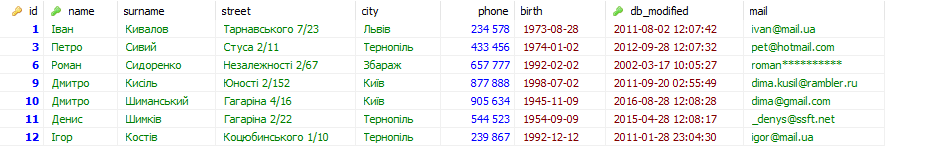 id name surname street city phone birth db_modified mail
1 Іван Кивалов Тарнавського 7/23 Львів 234 578 1973-08-28 2011-08-02 12:07:42 ivan@mail.ua
3 Петро Сивий Стуса 2/11 Тернопіль 433 456 1974-01-02 2012-09-28 12:07:32 pet@hotmail.com
6 Роман Сидоренко Незалежності 2/67 Збараж 657 777 1992-02-02 2002-03-17 10:05:27 roman**********
9 Дмитро Кисіль Юності 2/152 Київ 877 888 1998-07-02 2011-09-20 02:55:49 dima.kusil@rambler.ru
10 Дмитро Шиманський Гагаріна 4/16 Київ 905 634 1945-11-09 2016-08-28 12:08:28 dima@gmail.com
11 Денис Шимків Гагаріна 2/22 Тернопіль 544 523 1954-09-09 2015-04-28 12:08:17 _denys@ssft.net
12 Ігор Костів Коцюбинського 1/10 Тернопіль 239 867 1992-12-12 2011-01-28 23:04:30 igor@mail.ua